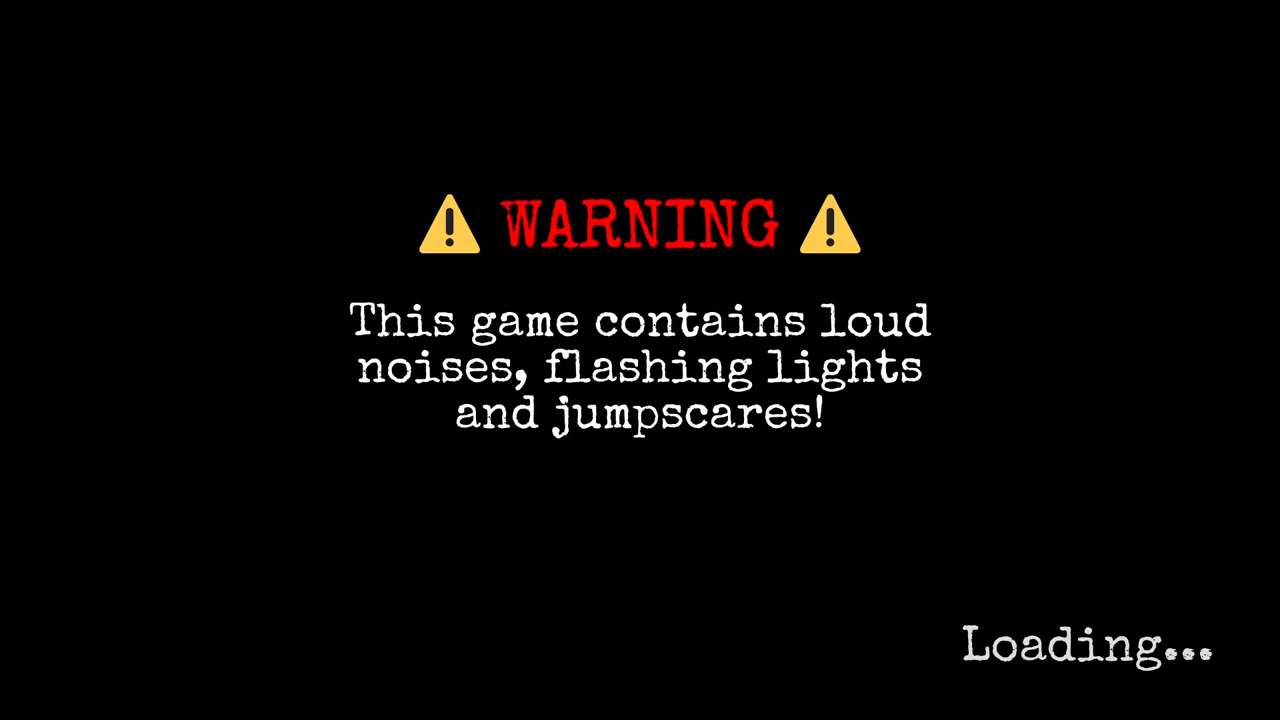 ⚠️ WARNING ⚠️
This game contains loud
noises, flashing lights
and jumpscares!
Loading...